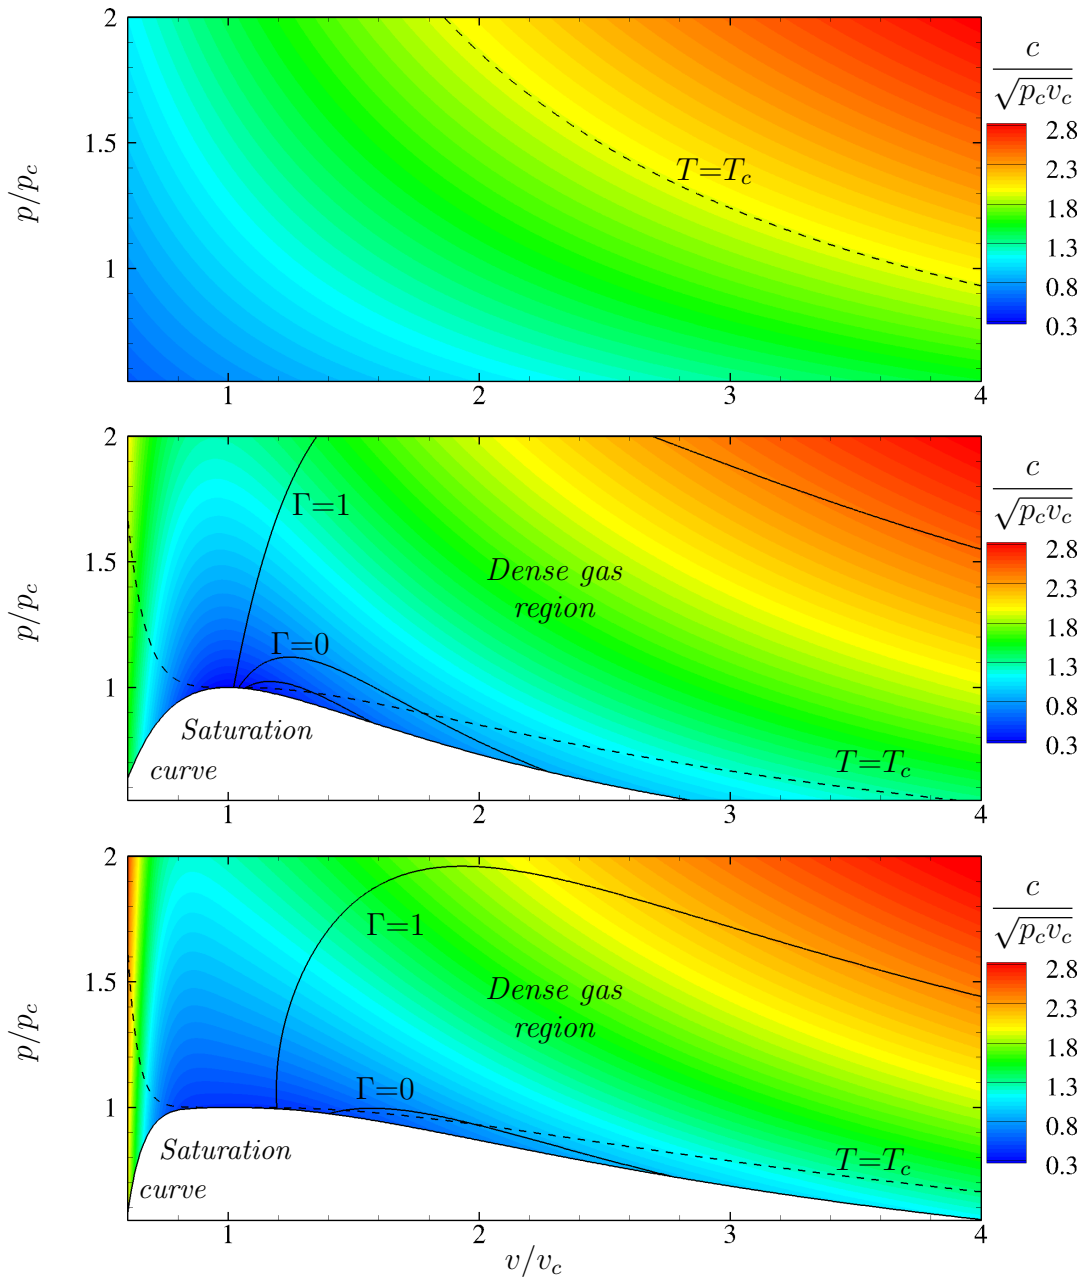 2
1.5
1
p/p_c
T=T_c
1 2 3 4
c
√p_c v_c
2.8
2.3
1.8
1.3
0.8
0.3
2
1.5
1
p/p_c
Γ=1
Dense gas
region
Γ=0
Saturation
curve
T=T_c
1 2 3 4
c
√p_c v_c
2.8
2.3
1.8
1.3
0.8
0.3
2
1.5
1
p/p_c
Γ=1
Dense gas
region
Γ=0
Saturation
curve
T=T_c
1 2 3 4
v/v_c
c
√p_c v_c
2.8
2.3
1.8
1.3
0.8
0.3